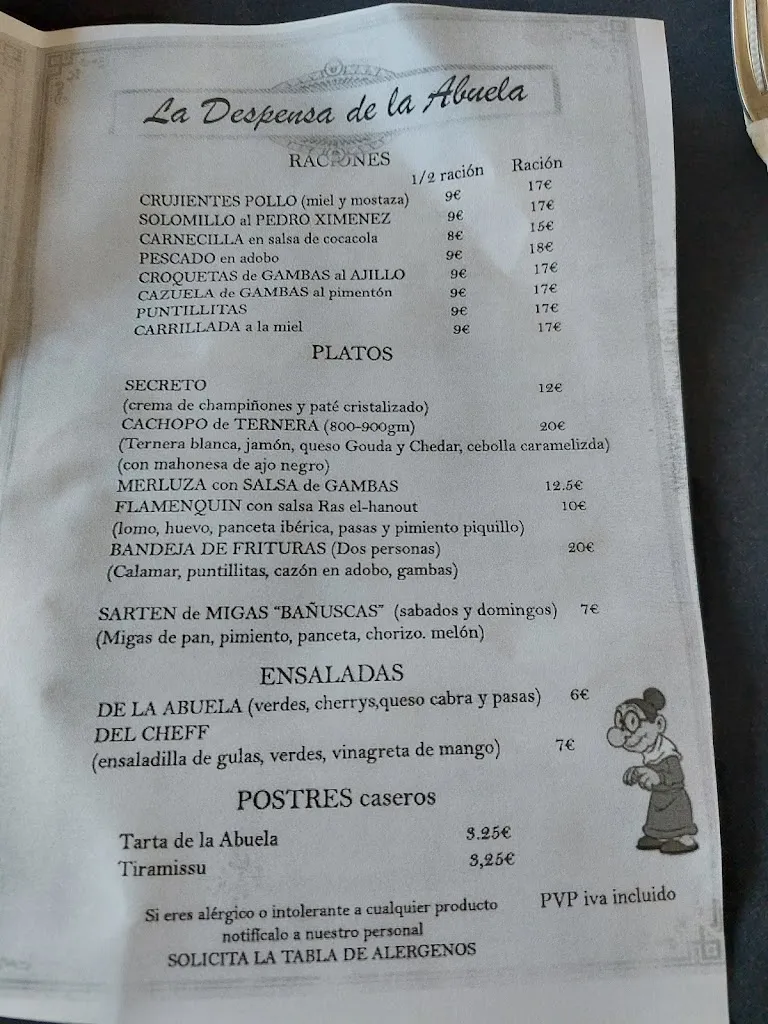 La Despensa de la Abuela
RACIONES
1/2 ración Ración
CRUJIENTES POLLO (miel y mostaza) 9€ 17€
SOLOMILLO al PEDRO XIMENEZ 9€ 17€
CARNECILLA en salsa de cocacola 8€ 15€
PESCADO en adobo 9€ 18€
CROQUETAS de GAMBAS al AJILLO 9€ 17€
CAZUELA de GAMBAS al pimentón 9€ 17€
PUNTILLITAS 9€ 17€
CARRILLADA a la miel 9€ 17€
PLATOS
SECRETO 12€
(crema de champiñones y paté cristalizado)
CACHOPO de TERNERA (800-900gm) 20€
(Ternera blanca, jamón, queso Gouda y Chedar, cebolla caramelizda)
(con mahonesa de ajo negro)
MERLUZA con SALSA de GAMBAS 12.5€
FLAMENQUIN con salsa Ras el-hanout 10€
(lomo, huevo, panceta ibérica, pasas y pimiento piquillo)
BANDEJA DE FRITURAS (Dos personas) 20€
(Calamar, puntillitas, cazón en adobo, gambas)
SARTEN de MIGAS "BAÑUSCAS" (sabados y domingos) 7€
(Migas de pan, pimiento, panceta, chorizo. melón)
ENSALADAS
DE LA ABUELA (verdes, cherrys,queso cabra y pasas) 6€
DEL CHEFF
(ensaladilla de gulas, verdes, vinagreta de mango) 7€
POSTRES caseros
Tarta de la Abuela 3.25€
Tiramissu 3,25€
Si eres alérgico o intolerante a cualquier producto
notifícalo a nuestro personal
SOLICITA LA TABLA DE ALERGENOS
PVP iva incluido